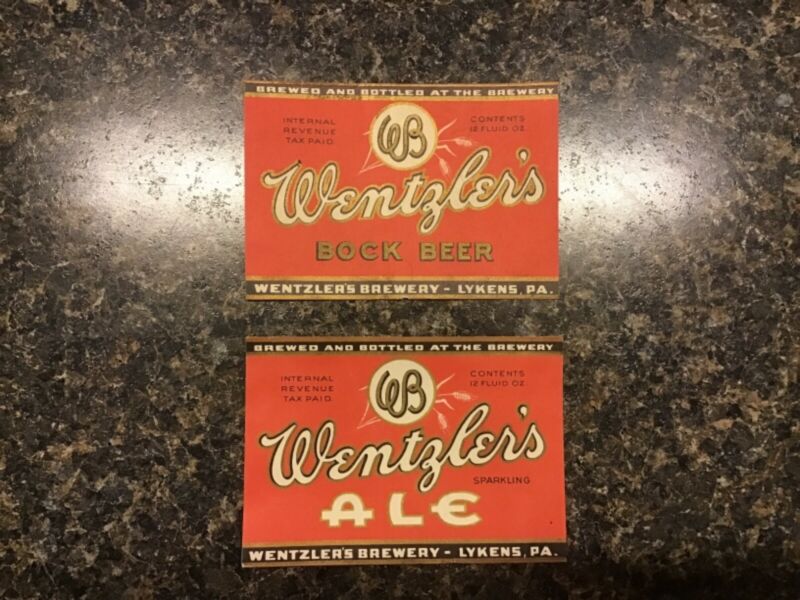 BREWED AND BOTTLED AT THE BREWERY
INTERNAL
REVENUE
TAX PAID
WB
CONTENTS
12 FLUID OZ.
Wentzler's
BOCK BEER
WENTZLER'S BREWERY - LYKENS, PA.
BREWED AND BOTTLED AT THE BREWERY
INTERNAL
REVENUE
TAX PAID
WB
CONTENTS
12 FLUID OZ
Wentzler's
SPARKLING
ALE
WENTZLER'S BREWERY - LYKENS, PA.